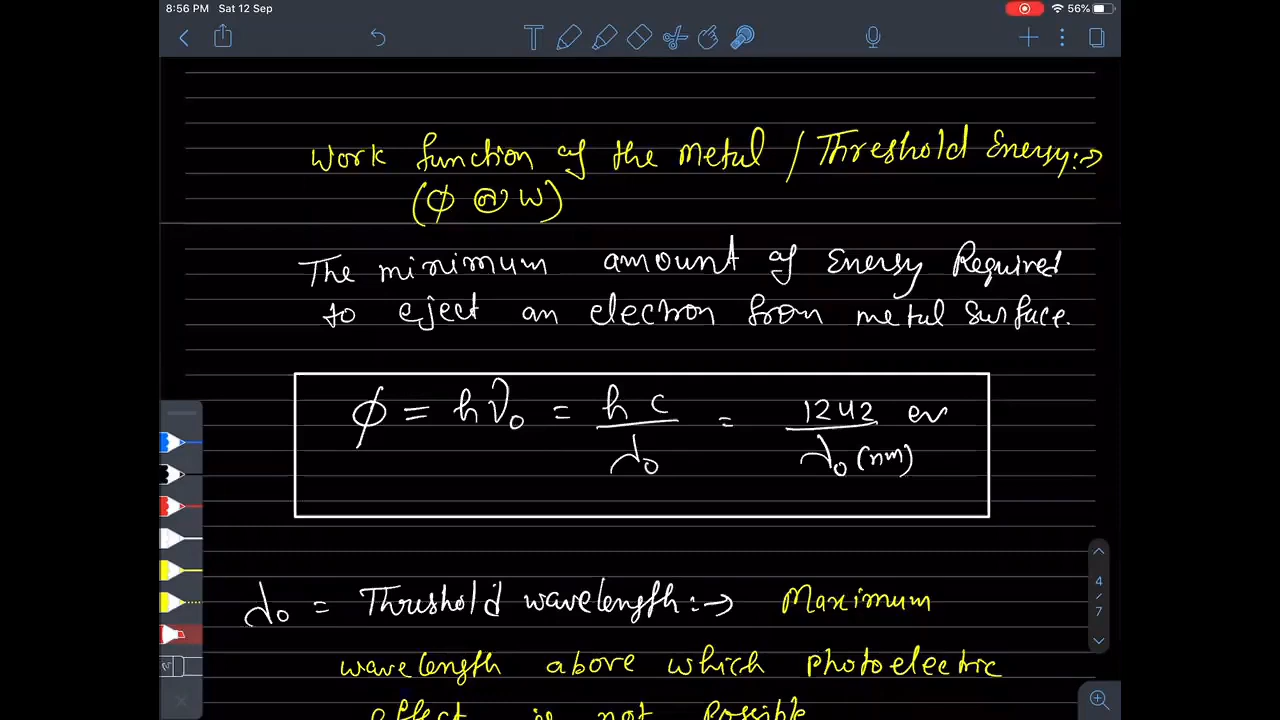 8:56 PM Sat 12 Sep 56%
work function of the Metal / Threshold Energy:→
(ϕ @ W)
The minimum amount of Energy Required
to eject an electron from metal surface.
ϕ = hν₀ = hc/λ₀ = 1242/λ₀(nm) ev
λ₀ = Threshold wavelength:→ Maximum
wavelength above which photoelectric
effect is not Possible
4
/
7